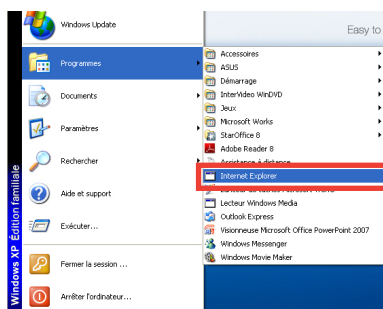 Windows Update
Programmes
Documents
Paramètres
Rechercher
Aide et support
Exécuter...
Fermer la session ...
Arrêter l'ordinateur...
Windows XP Édition familiale
Easy to
Accessoires
ASUS
Démarrage
InterVideo WinDVD
Jeux
Microsoft Works
StarOffice 8
Adobe Reader 8
Assistance à distance
Internet Explorer
Lecteur Windows Media
Outlook Express
Visionneuse Microsoft Office PowerPoint 2007
Windows Messenger
Windows Movie Maker